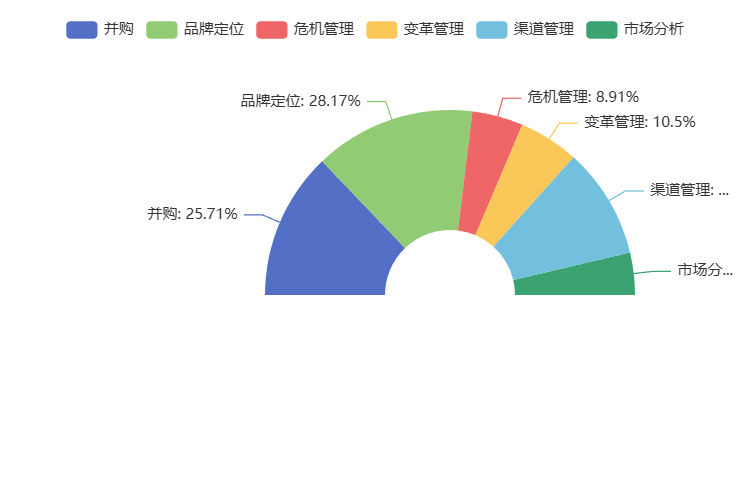 并购 品牌定位 危机管理 变革管理 渠道管理 市场分析
危机管理: 8.91%
品牌定位: 28.17%
变革管理: 10.5%
渠道管理: ...
并购: 25.71%
市场分...